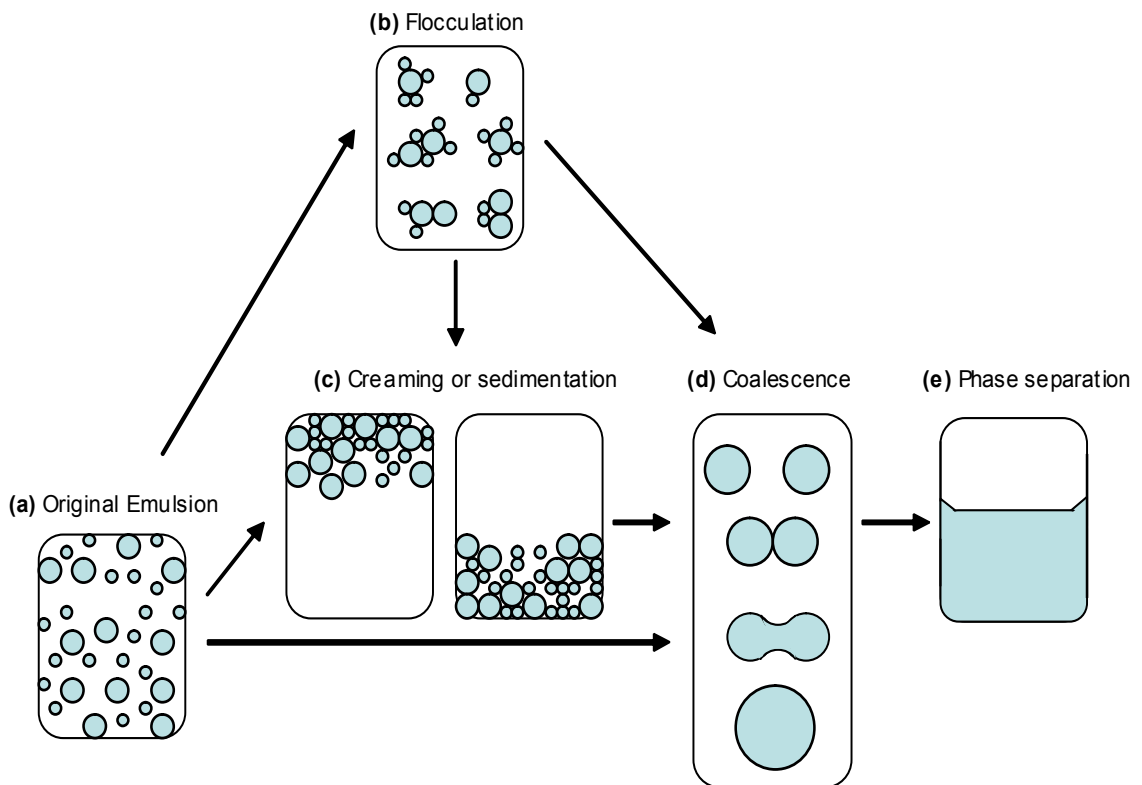 (b) Flocculation
(c) Creaming or sedimentation
(d) Coalescence
(e) Phase separation
(a) Original Emulsion